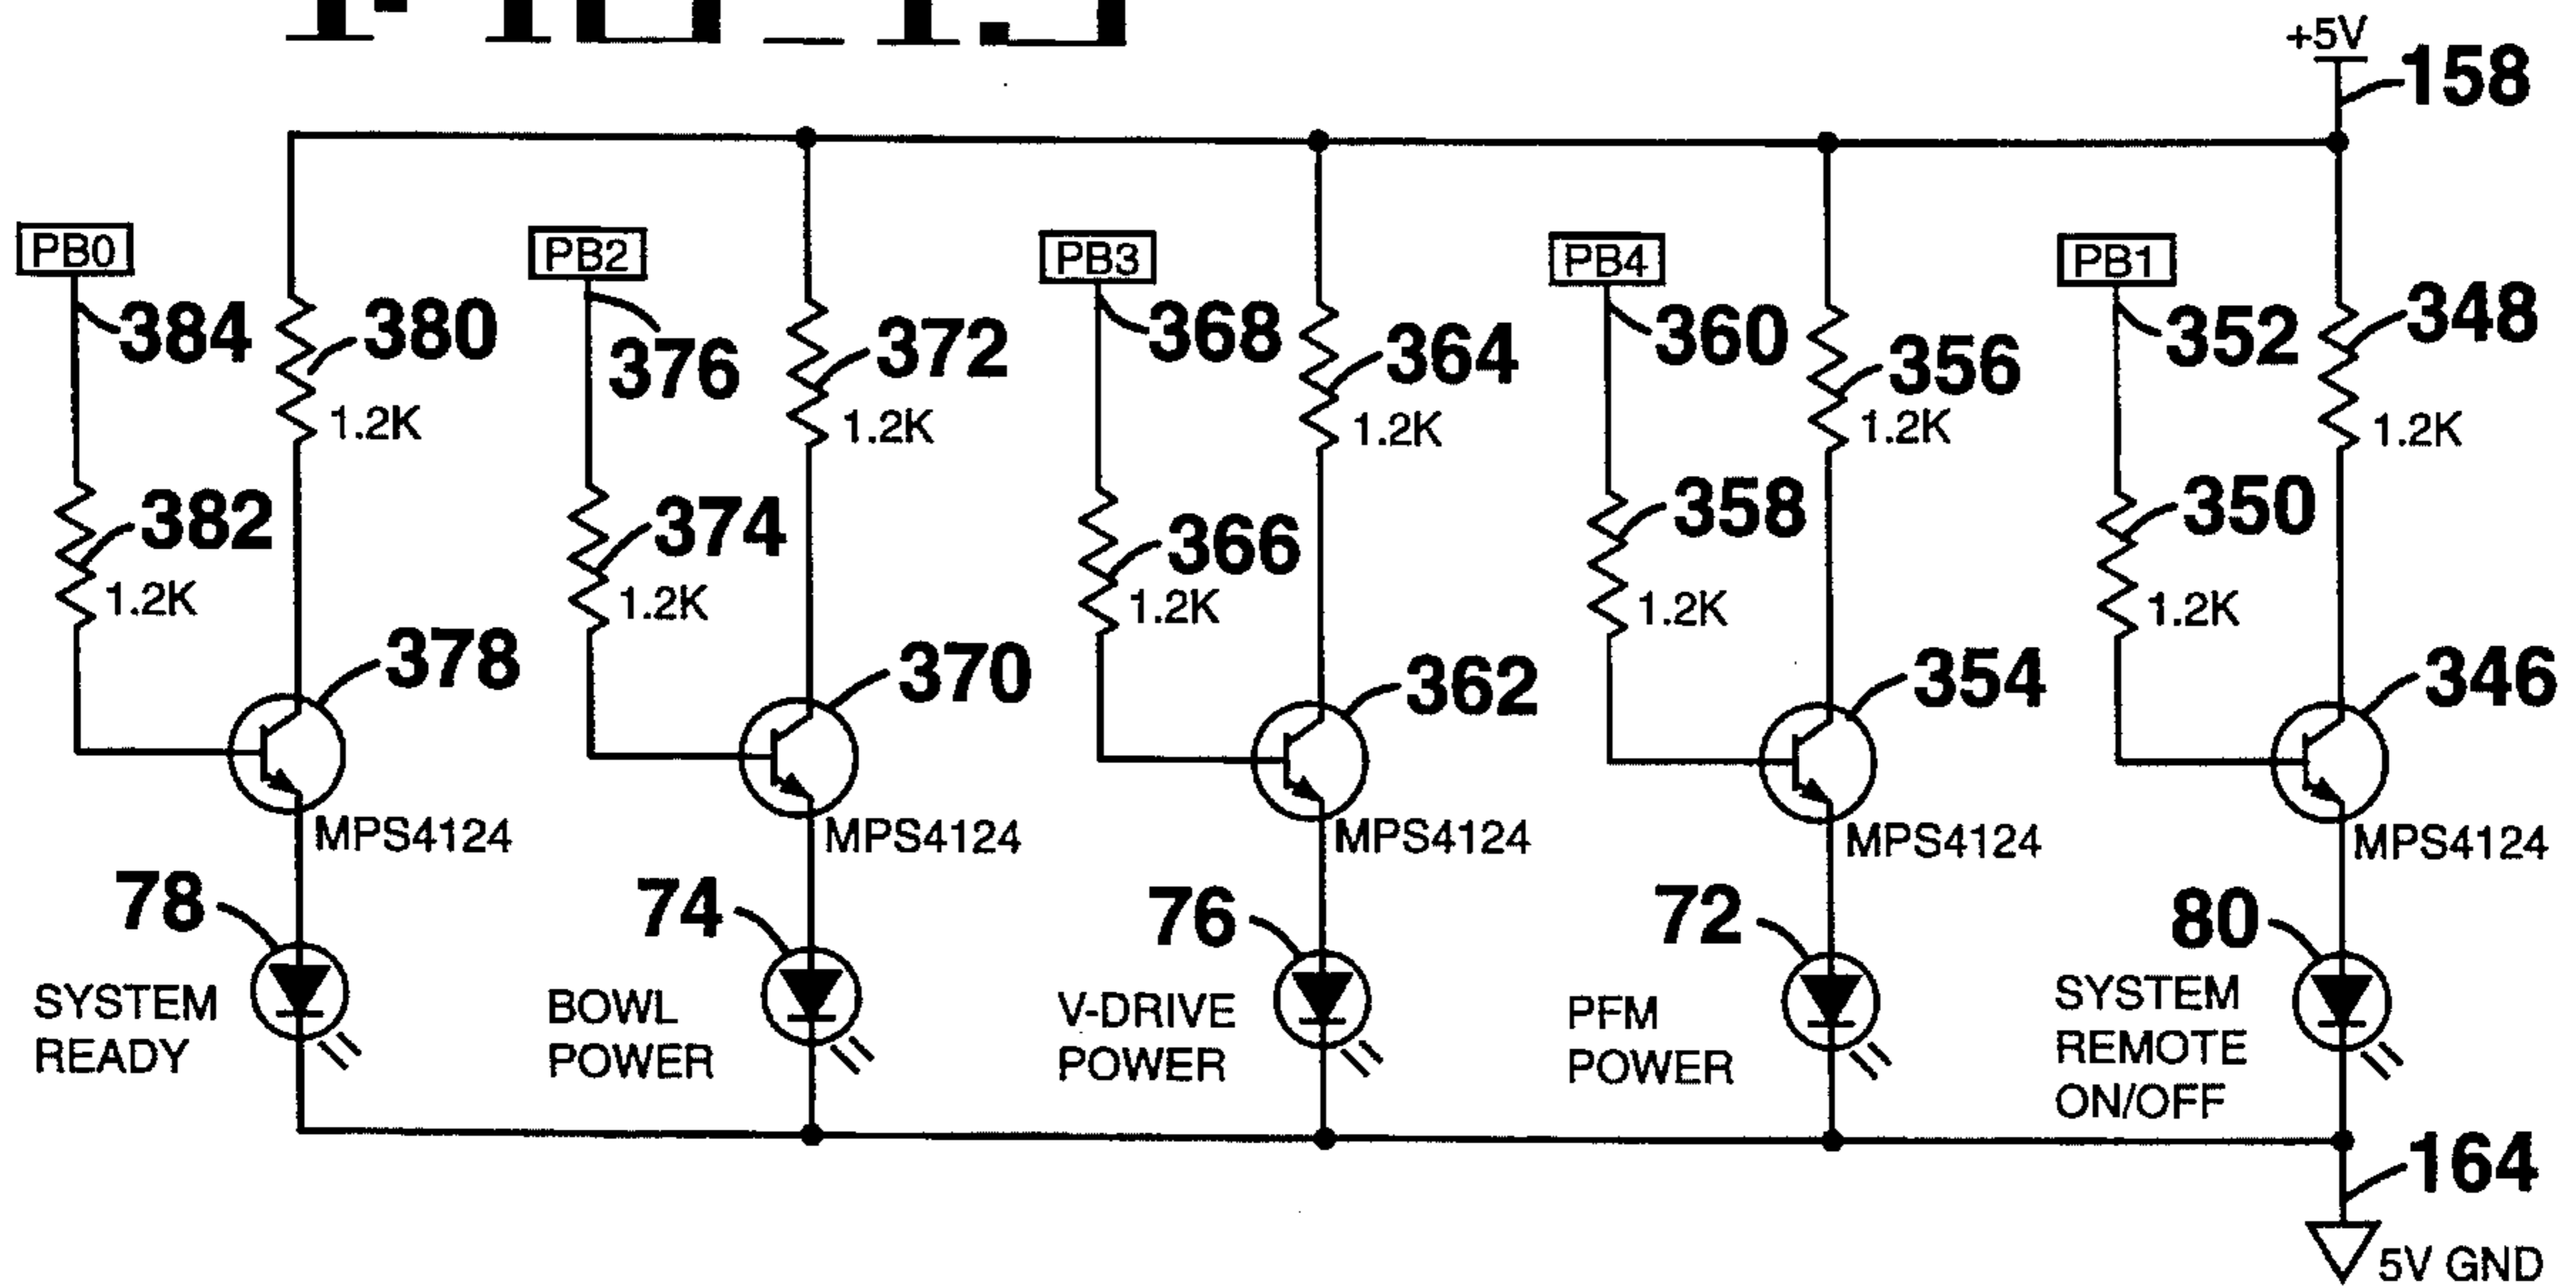 +5V
158
PB0
PB2
PB3
PB4
PB1
384
380
376
372
368
364
360
356
352
348
1.2K
1.2K
1.2K
1.2K
1.2K
382
374
366
358
350
1.2K
1.2K
1.2K
1.2K
1.2K
378
370
362
354
346
MPS4124
MPS4124
MPS4124
MPS4124
MPS4124
78
74
76
72
80
SYSTEM
READY
BOWL
POWER
V-DRIVE
POWER
PFM
POWER
SYSTEM
REMOTE
ON/OFF
164
5V GND